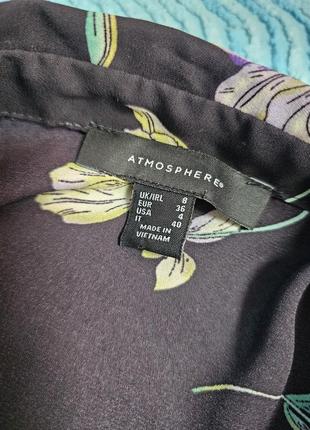 ATMOSPHERE®
UK/IRL 8
EUR 36
USA 4
IT 40
MADE IN
VIETNAM